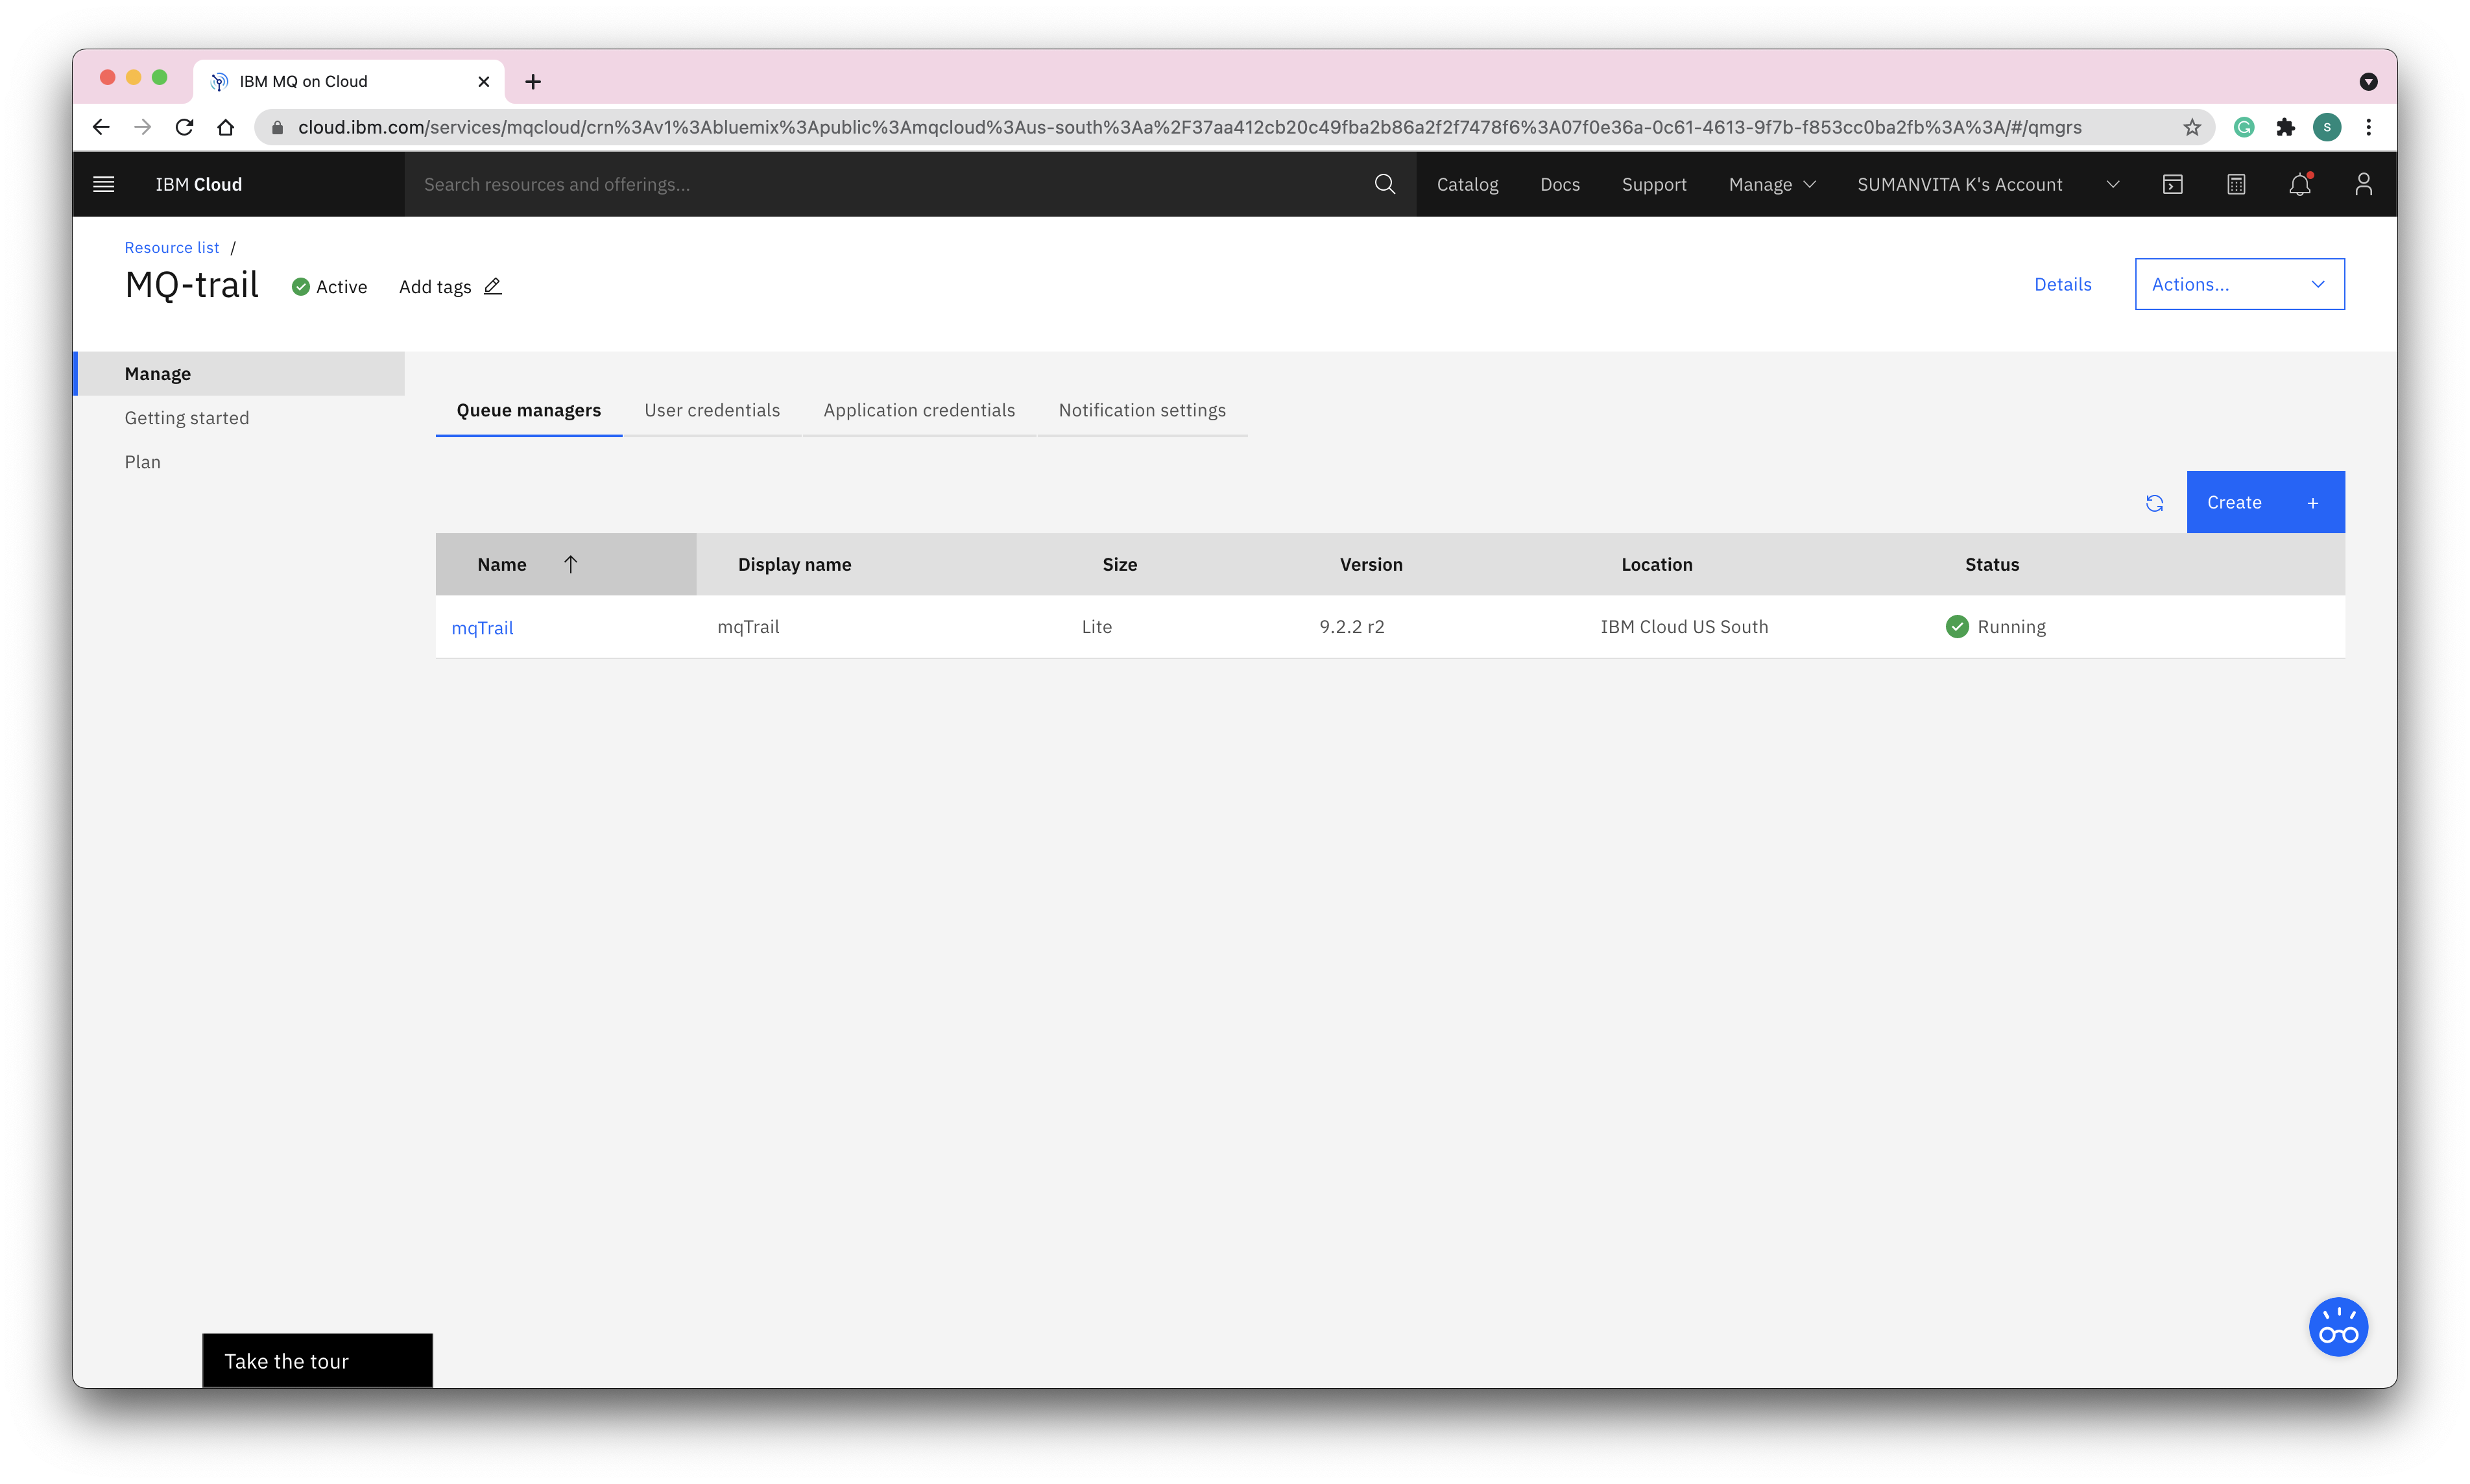 IBM MQ on Cloud
cloud.ibm.com/services/mqcloud/crn%3Av1%3Abluemix%3Apublic%3Amqcloud%3Aus-south%3Aa%2F37aa412cb20c49fba2b86a2f2f7478f6%3A07f0e36a-0c61-4613-9f7b-f853cc0ba2fb%3A%3A/#/qmgrs
S
IBM Cloud
Search resources and offerings...
Catalog
Docs
Support
Manage
SUMANVITA K's Account
Resource list /
MQ-trail
Active
Add tags
Details
Actions...
Manage
Getting started
Plan
Queue managers
User credentials
Application credentials
Notification settings
Create +
Name Display name Size Version Location Status
mqTrail mqTrail Lite 9.2.2 r2 IBM Cloud US South Running
Take the tour